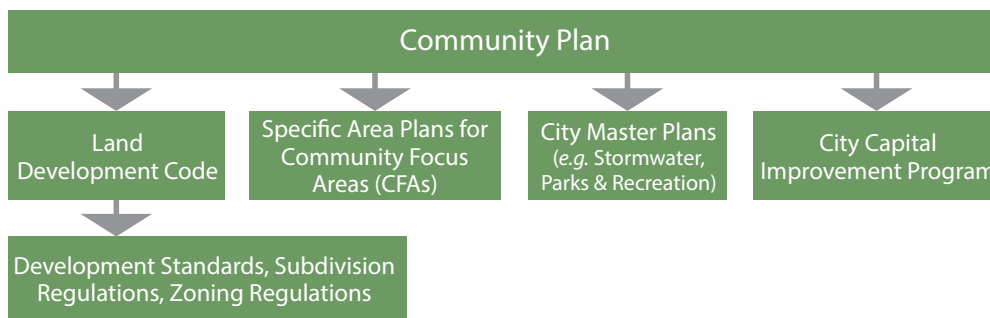 Community Plan
Land
Development Code
Specific Area Plans for
Community Focus
Areas (CFAs)
City Master Plans
(e.g. Stormwater,
Parks & Recreation)
City Capital
Improvement Program
Development Standards, Subdivision
Regulations, Zoning Regulations